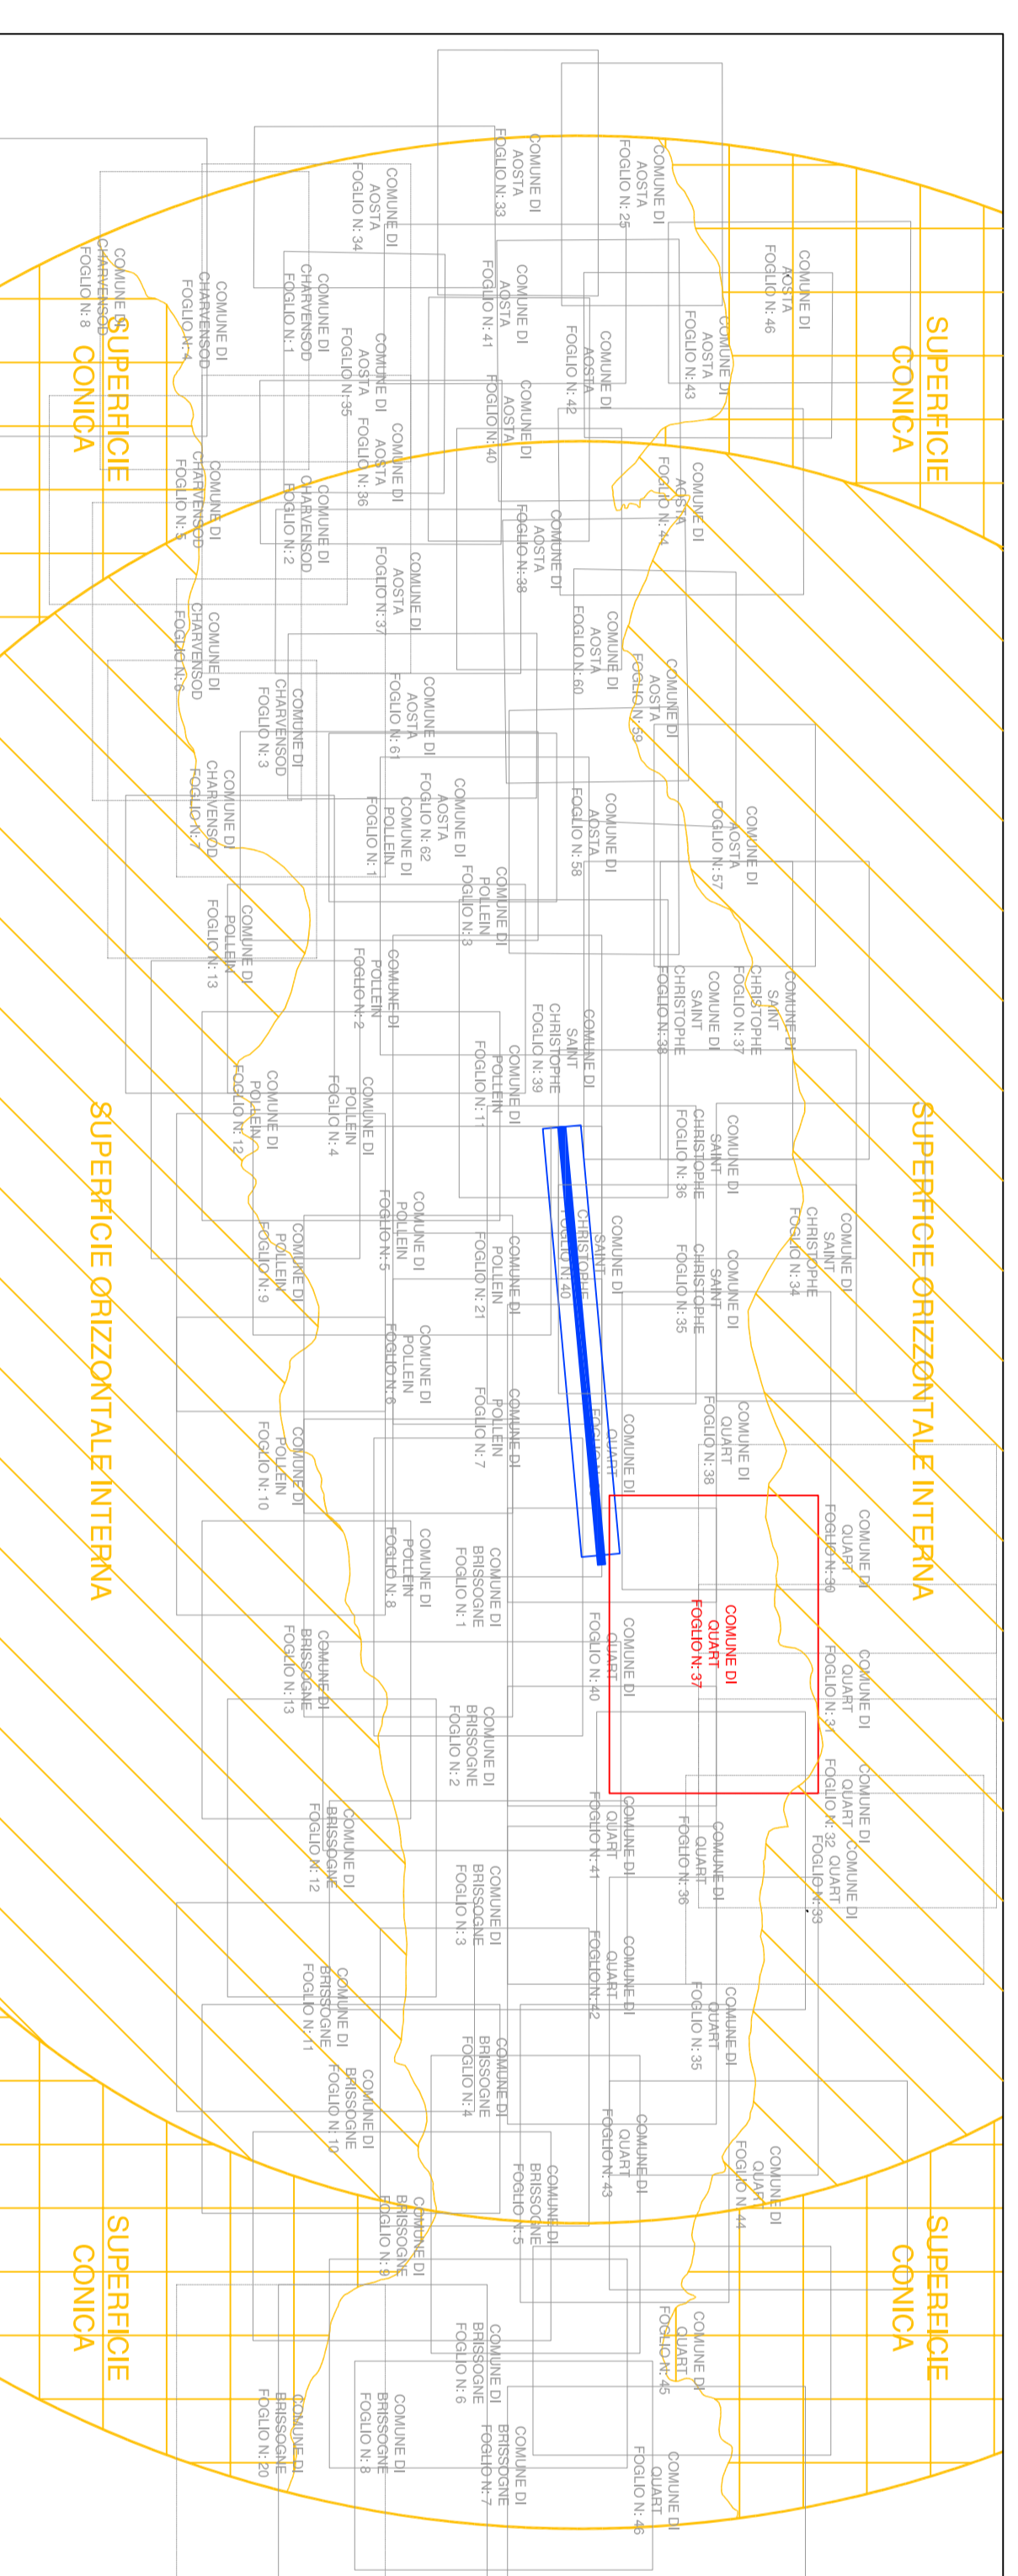 COMUNE DI
AOSTA
FOGLIO N: 33
COMUNE DI
AOSTA
FOGLIO N: 25
COMUNE DI
AOSTA
FOGLIO N: 34
COMUNE DI
AOSTA
FOGLIO N: 46
COMUNE DI
CHARVENSOD
FOGLIO N: 8
COMUNE DI
CHARVENSOD
FOGLIO N: 4
COMUNE DI
CHARVENSOD
FOGLIO N: 1
COMUNE DI
AOSTA
FOGLIO N: 41
COMUNE DI
AOSTA
FOGLIO N: 42
COMUNE DI
AOSTA
FOGLIO N: 43
SUPERFICIE
CONICA
SUPERFICIE
CONICA
COMUNE DI
AOSTA
FOGLIO N: 35
COMUNE DI
AOSTA
FOGLIO N: 40
COMUNE DI
AOSTA
FOGLIO N: 36
COMUNE DI
CHARVENSOD
FOGLIO N: 5
COMUNE DI
CHARVENSOD
FOGLIO N: 2
COMUNE DI
AOSTA
FOGLIO N: 44
COMUNE DI
AOSTA
FOGLIO N: 38
COMUNE DI
AOSTA
FOGLIO N: 37
COMUNE DI
CHARVENSOD
FOGLIO N: 6
COMUNE DI
AOSTA
FOGLIO N: 60
COMUNE DI
AOSTA
FOGLIO N: 59
COMUNE DI
CHARVENSOD
FOGLIO N: 3
COMUNE DI
AOSTA
FOGLIO N: 61
COMUNE DI
CHARVENSOD
FOGLIO N: 7
COMUNE DI
AOSTA
FOGLIO N: 62
COMUNE DI
POLLEIN
FOGLIO N: 1
COMUNE DI
AOSTA
FOGLIO N: 58
COMUNE DI
AOSTA
FOGLIO N: 57
COMUNE DI
POLLEIN
FOGLIO N: 3
COMUNE DI
POLLEIN
FOGLIO N: 13
COMUNE DI
POLLEIN
FOGLIO N: 2
COMUNE DI
SAINT
CHRISTOPHE
FOGLIO N: 37
COMUNE DI
SAINT
CHRISTOPHE
FOGLIO N: 38
COMUNE DI
SAINT
CHRISTOPHE
FOGLIO N: 39
COMUNE DI
POLLEIN
FOGLIO N: 11
COMUNE DI
POLLEIN
FOGLIO N: 12
COMUNE DI
POLLEIN
FOGLIO N: 4
COMUNE DI
SAINT
CHRISTOPHE
FOGLIO N: 36
SUPERFICIE ORIZZONTALE INTERNA
SUPERFICIE ORIZZONTALE INTERNA
COMUNE DI
POLLEIN
FOGLIO N: 5
COMUNE DI
POLLEIN
FOGLIO N: 9
COMUNE DI
POLLEIN
FOGLIO N: 21
COMUNE DI
SAINT
CHRISTOPHE
FOGLIO N: 40
COMUNE DI
SAINT
CHRISTOPHE
FOGLIO N: 35
COMUNE DI
SAINT
CHRISTOPHE
FOGLIO N: 34
COMUNE DI
POLLEIN
FOGLIO N: 6
COMUNE DI
POLLEIN
FOGLIO N: 7
COMUNE DI
QUART
COMUNE DI
QUART
FOGLIO N: 38
COMUNE DI
POLLEIN
FOGLIO N: 10
COMUNE DI
QUART
FOGLIO N: 30
COMUNE DI
POLLEIN
FOGLIO N: 8
COMUNE DI
BRISSOGNE
FOGLIO N: 1
COMUNE DI
QUART
FOGLIO N: 37
COMUNE DI
QUART
FOGLIO N: 40
COMUNE DI
BRISSOGNE
FOGLIO N: 13
COMUNE DI
QUART
FOGLIO N: 31
COMUNE DI
BRISSOGNE
FOGLIO N: 2
COMUNE DI
QUART
FOGLIO N: 32
COMUNE DI
QUART
FOGLIO N: 41
COMUNE DI
BRISSOGNE
FOGLIO N: 12
COMUNE DI
QUART
FOGLIO N: 36
COMUNE DI
QUART
FOGLIO N: 33
COMUNE DI
BRISSOGNE
FOGLIO N: 3
COMUNE DI
QUART
FOGLIO N: 42
COMUNE DI
BRISSOGNE
FOGLIO N: 11
COMUNE DI
QUART
FOGLIO N: 35
COMUNE DI
BRISSOGNE
FOGLIO N: 4
COMUNE DI
BRISSOGNE
FOGLIO N: 10
COMUNE DI
QUART
FOGLIO N: 43
COMUNE DI
QUART
FOGLIO N: 44
COMUNE DI
BRISSOGNE
FOGLIO N: 5
COMUNE DI
BRISSOGNE
FOGLIO N: 9
SUPERFICIE
CONICA
SUPERFICIE
CONICA
COMUNE DI
QUART
FOGLIO N: 45
COMUNE DI
BRISSOGNE
FOGLIO N: 6
COMUNE DI
BRISSOGNE
FOGLIO N: 20
COMUNE DI
BRISSOGNE
FOGLIO N: 8
COMUNE DI
BRISSOGNE
FOGLIO N: 7
COMUNE DI
QUART
FOGLIO N: 46